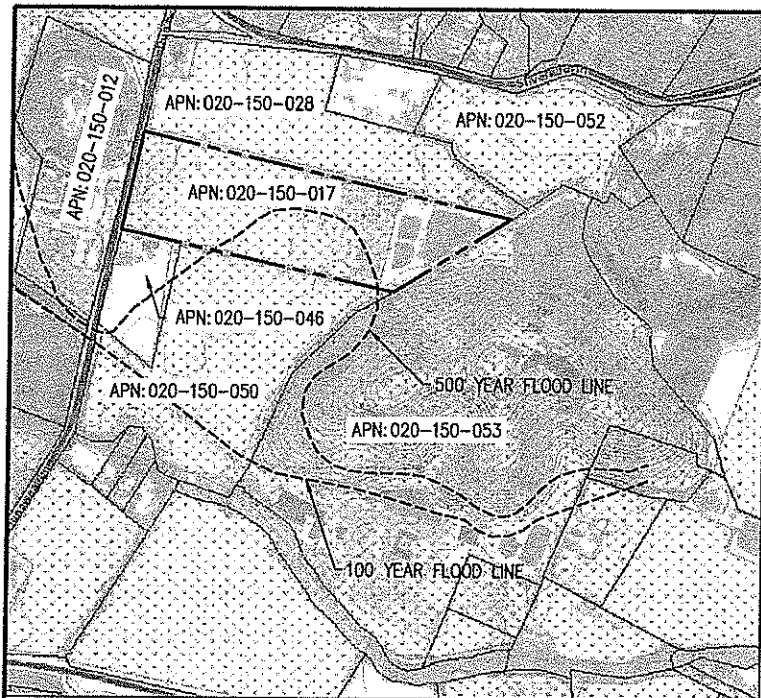 APN: 020-150-012
APN: 020-150-028
APN: 020-150-052
APN: 020-150-017
APN: 020-150-046
APN: 020-150-050
500 YEAR FLOOD LINE
APN: 020-150-053
100 YEAR FLOOD LINE